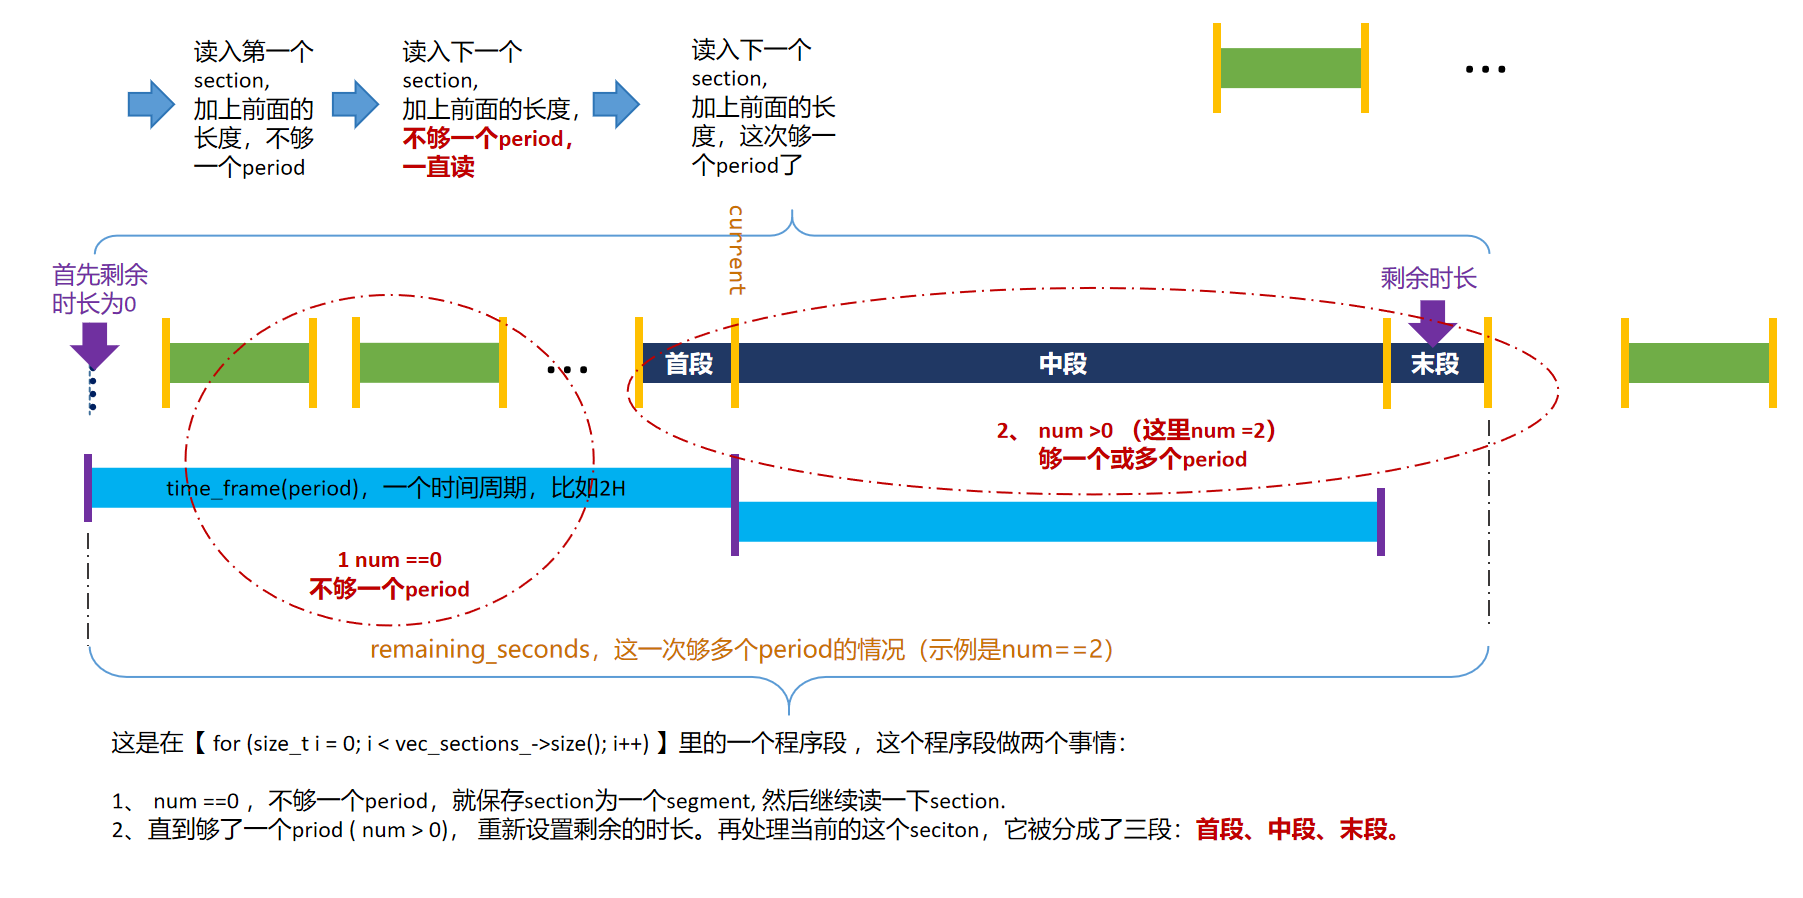 读入第一个
section,
加上前面的
长度，不够
一个period
读入下一个
section,
加上前面的长度，
不够一个period，
一直读
读入下一个
section,
加上前面的长
度，这次够一
个period了
current
首先剩余
时长为0
剩余时长
首段
中段
末段
2、 num >0 （这里num =2）
够一个或多个period
time_frame(period)，一个时间周期，比如2H
1 num ==0
不够一个period
remaining_seconds，这一次够多个period的情况（示例是num==2）
这是在【 for (size_t i = 0; i < vec_sections_->size(); i++) 】里的一个程序段 ，这个程序段做两个事情：
1、 num ==0 ，不够一个period，就保存section为一个segment, 然后继续读一下section.
2、直到够了一个priod ( num > 0)， 重新设置剩余的时长。再处理当前的这个seciton，它被分成了三段：首段、中段、末段。